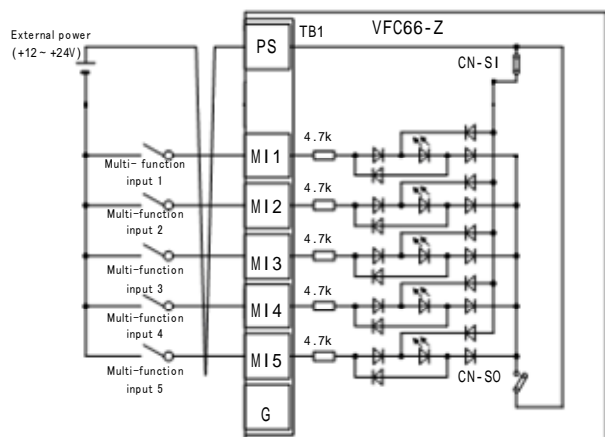 External power
(+12～+24V)
PS
TB1
VFC66-Z
CN-SI
MI1
4.7k
Multi- function
input 1
MI2
4.7k
Multi-function
input 2
MI3
4.7k
Multi-function
input 3
MI4
4.7k
Multi-function
input 4
MI5
4.7k
Multi-function
input 5
CN-SO
G